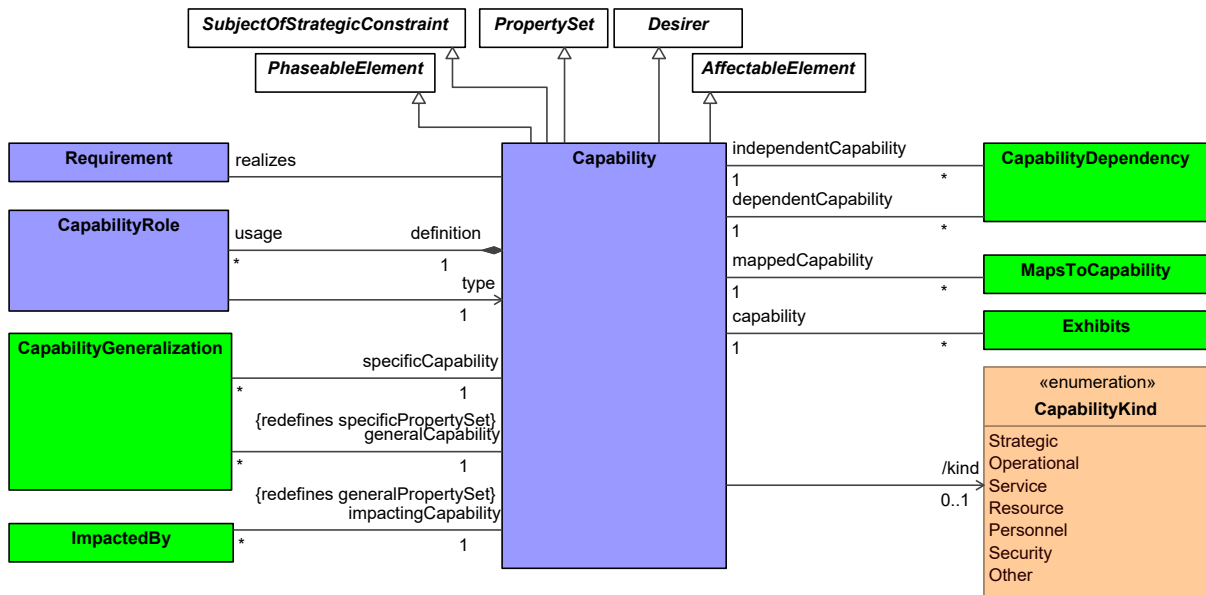 SubjectOfStrategicConstraint
PropertySet
Desirer
PhaseableElement
AffectableElement
Requirement
realizes
Capability
independentCapability
1
*
CapabilityDependency
dependentCapability
1
*
CapabilityRole
usage
definition
*
1
type
1
mappedCapability
1
*
MapsToCapability
capability
1
*
Exhibits
CapabilityGeneralization
specificCapability
*
1
{redefines specificPropertySet}
generalCapability
*
1
{redefines generalPropertySet}
impactingCapability
*
1
ImpactedBy
/kind
0..1
«enumeration»
CapabilityKind
Strategic
Operational
Service
Resource
Personnel
Security
Other